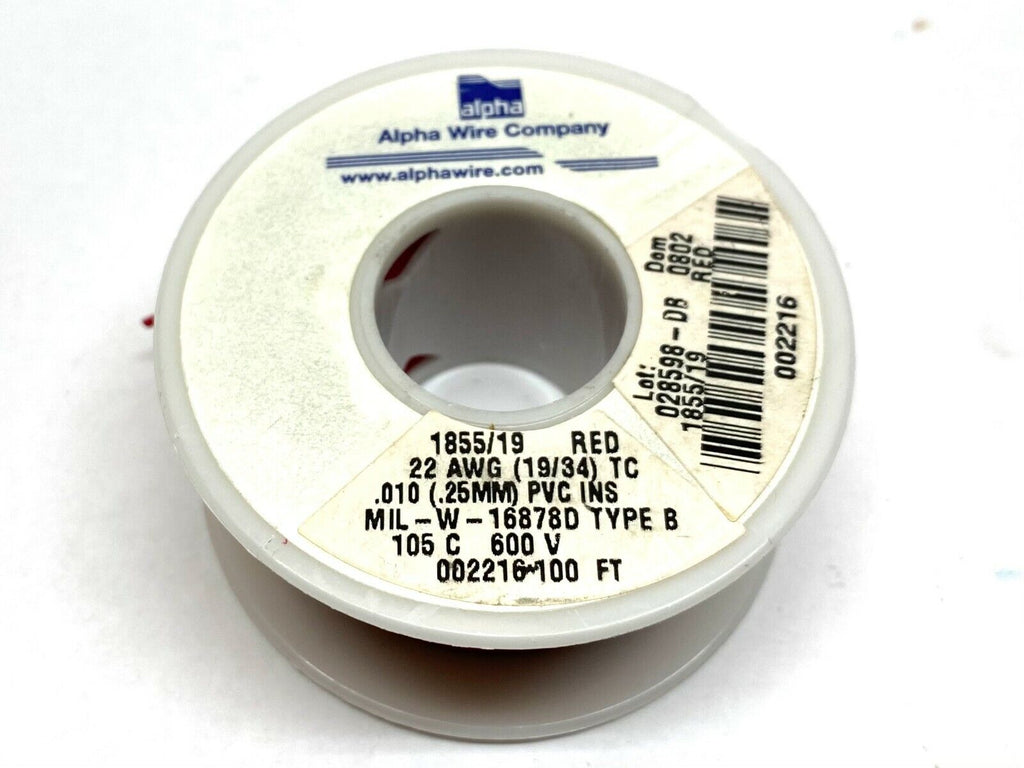 alpha
Alpha Wire Company
www.alphawire.com
Lot: Dom
028598-DB 0802
1855/19 RED
002216
1855/19 RED
22 AWG (19/34) TC
.010 (.25MM) PVC INS
MIL-W-16878D TYPE B
105 C 600 V
002216~100 FT